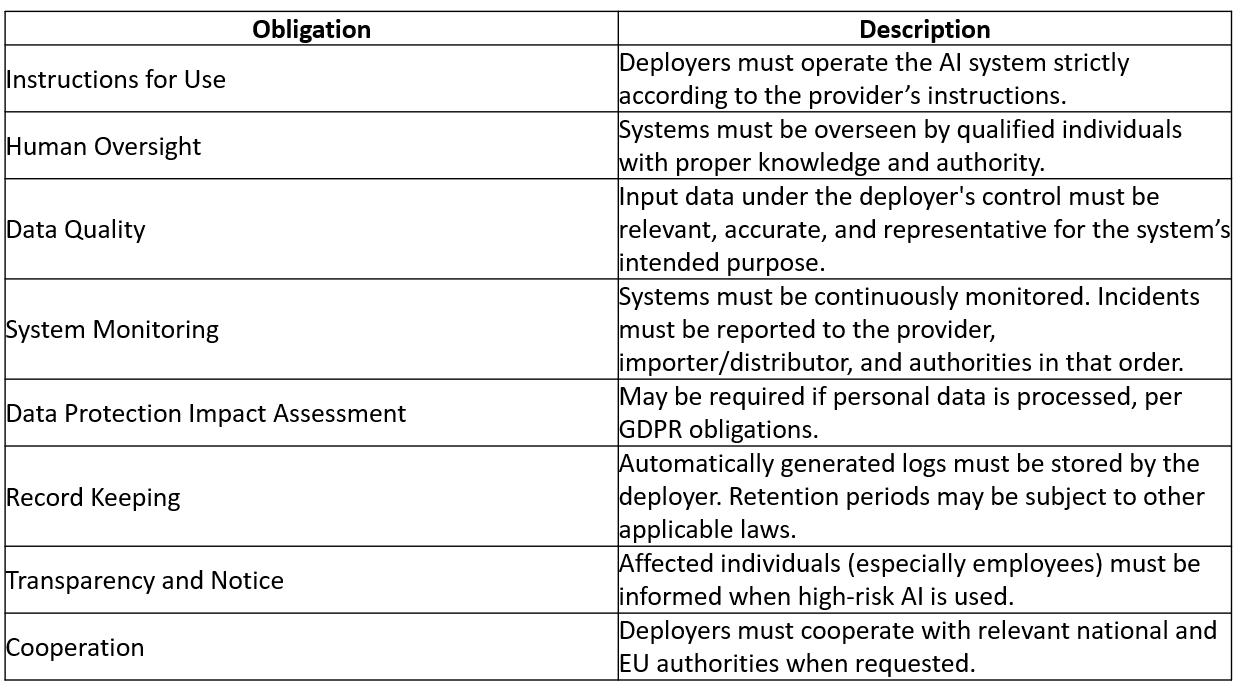 Obligation
Description
Instructions for Use
Deployers must operate the AI system strictly
according to the provider’s instructions.
Human Oversight
Systems must be overseen by qualified individuals
with proper knowledge and authority.
Data Quality
Input data under the deployer's control must be
relevant, accurate, and representative for the system’s
intended purpose.
System Monitoring
Systems must be continuously monitored. Incidents
must be reported to the provider,
importer/distributor, and authorities in that order.
Data Protection Impact Assessment
May be required if personal data is processed, per
GDPR obligations.
Record Keeping
Automatically generated logs must be stored by the
deployer. Retention periods may be subject to other
applicable laws.
Transparency and Notice
Affected individuals (especially employees) must be
informed when high-risk AI is used.
Cooperation
Deployers must cooperate with relevant national and
EU authorities when requested.